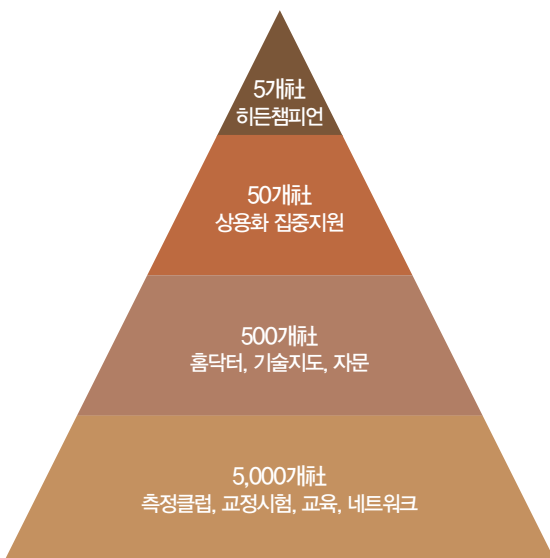 5개社
히든챔피언
50개社
상용화 집중지원
500개社
홈닥터, 기술지도, 자문
5,000개社
측정클럽, 교정시험, 교육, 네트워크